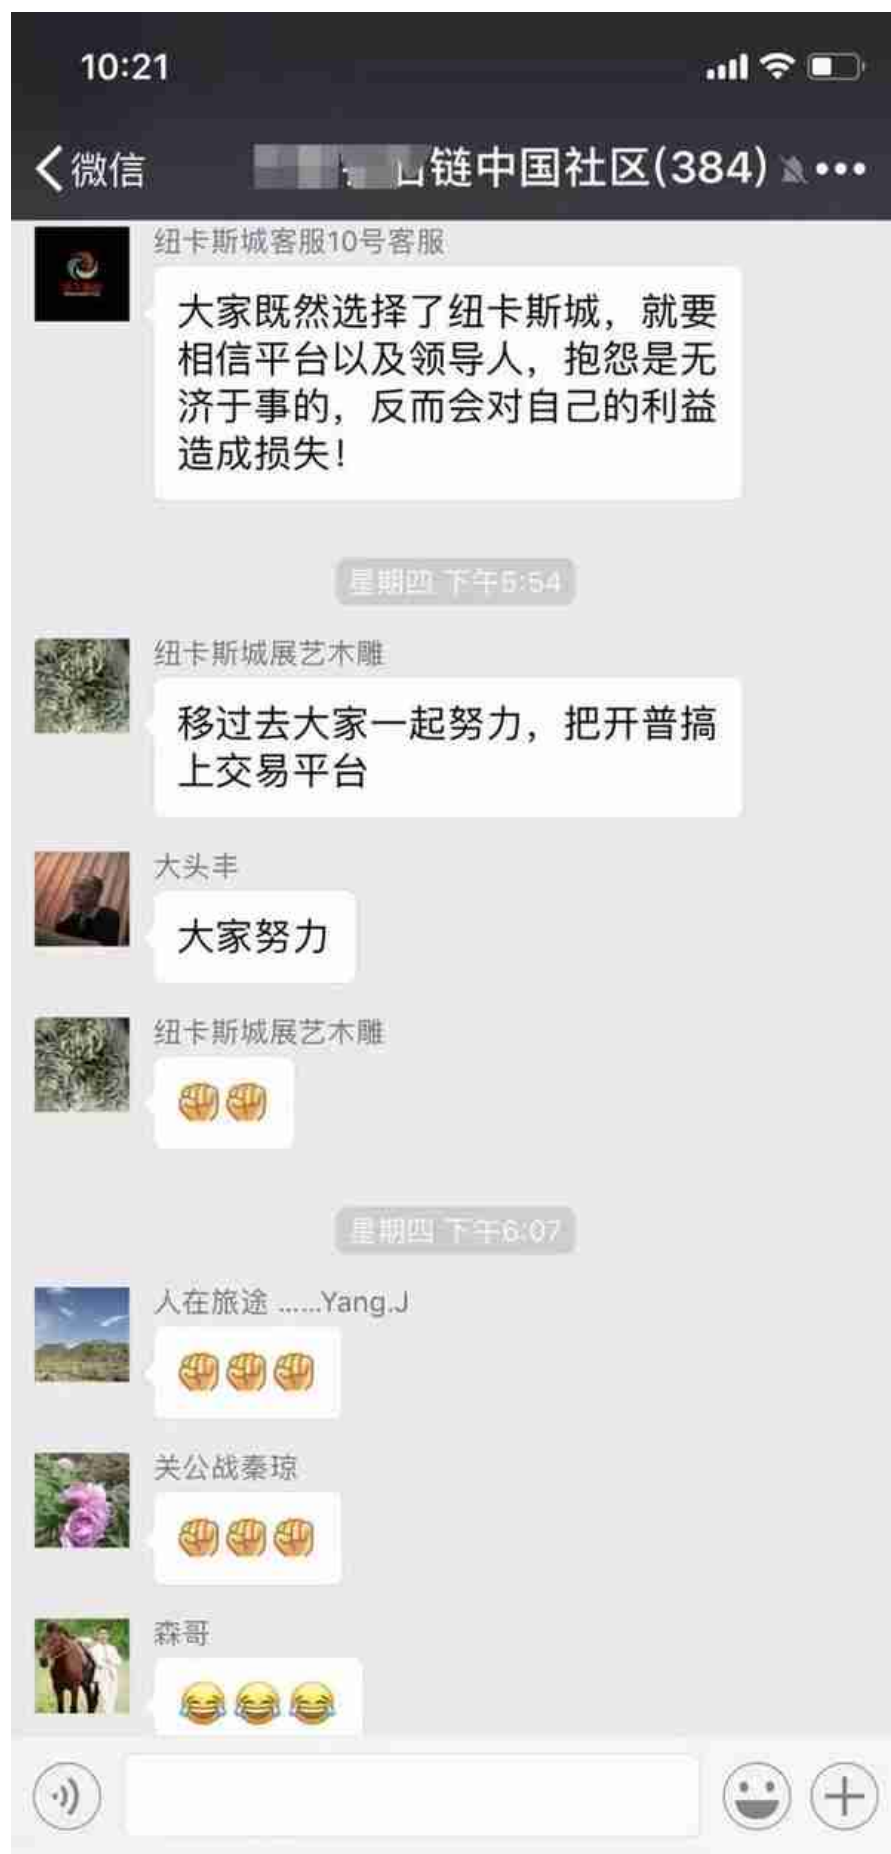 10:21
微信
链中国社区(384)
纽卡斯城客服10号客服
大家既然选择了纽卡斯城，就要
相信平台以及领导人，抱怨是无
济于事的，反而会对自己的利益
造成损失！
星期四 下午5:54
纽卡斯城展艺木雕
移过去大家一起努力，把开普搞
上交易平台
大头丰
大家努力
纽卡斯城展艺木雕
星期四 下午6:07
人在旅途 ......Yang.J
关公战秦琼
森哥